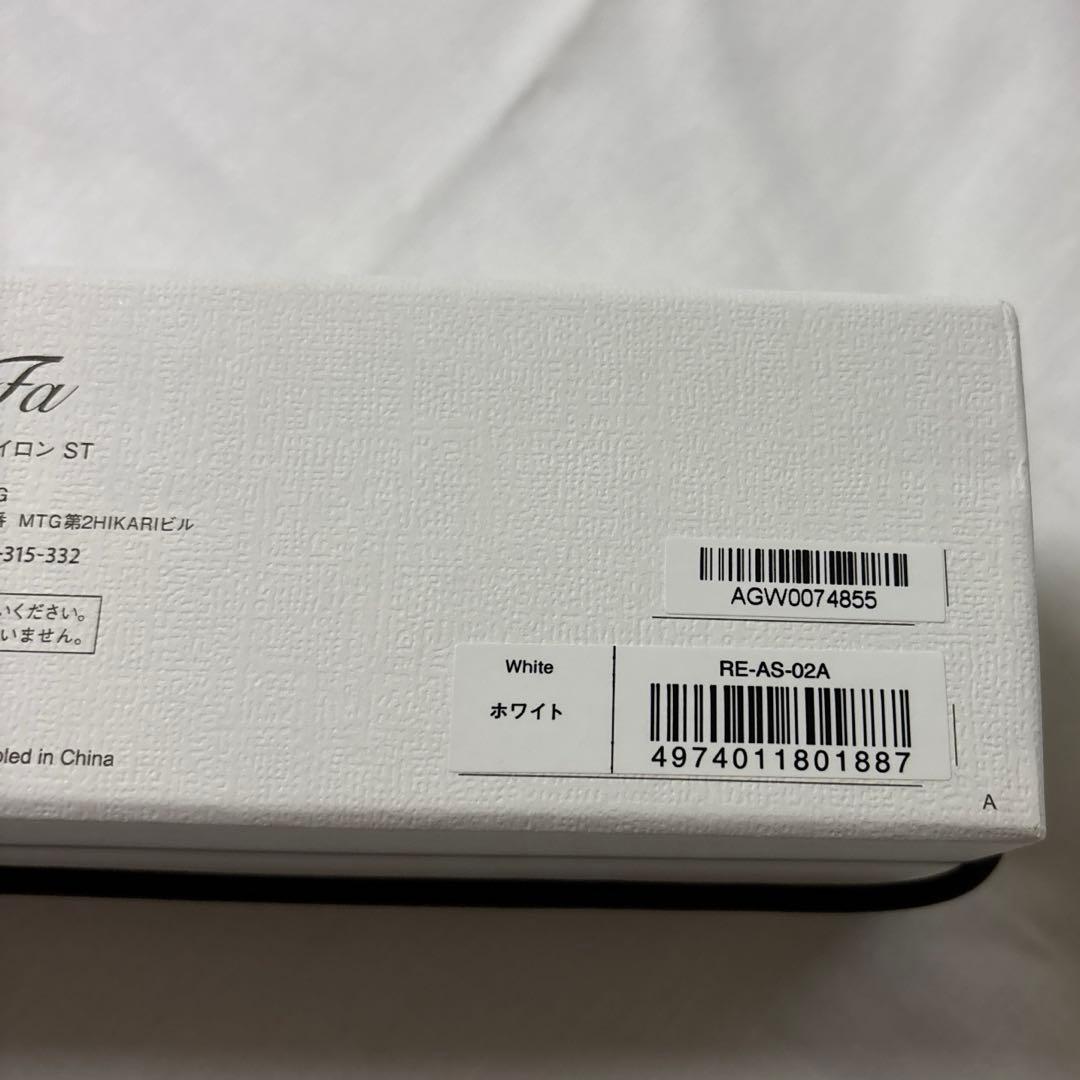 Fa
イロン ST
G
番 MTG第2HIKARIビル
-315-332
いください。
いません。
AGW0074855
White
ホワイト
RE-AS-02A
4974011801887
bled in China
A